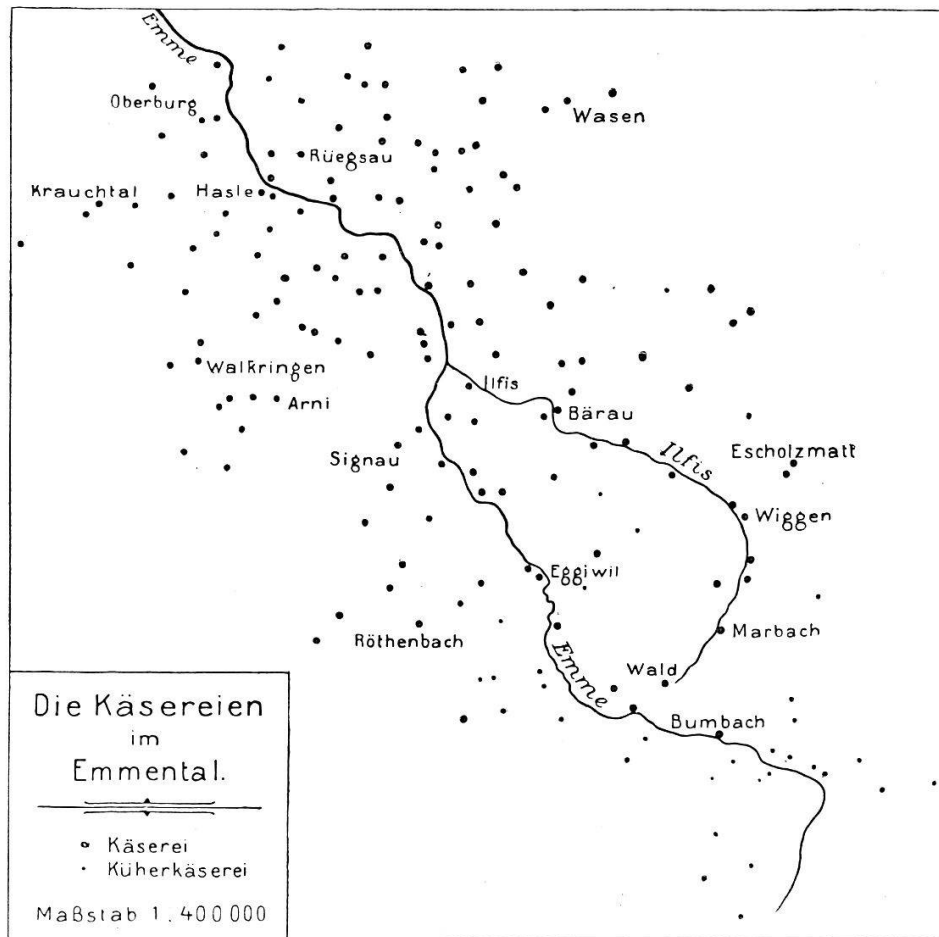 Emme
Oberburg
Wasen
Rüegsau
Krauchtal
Hasle
Walkringen
Ilfis
Arni
Bärau
Signau
Ilfis
Escholzmatt
Wiggen
Eggiwil
Röthenbach
Marbach
Emme
Wald
Bumbach
Die Käsereien
im
Emmental.
Käserei
Küherkäserei
Maßstab 1:400000